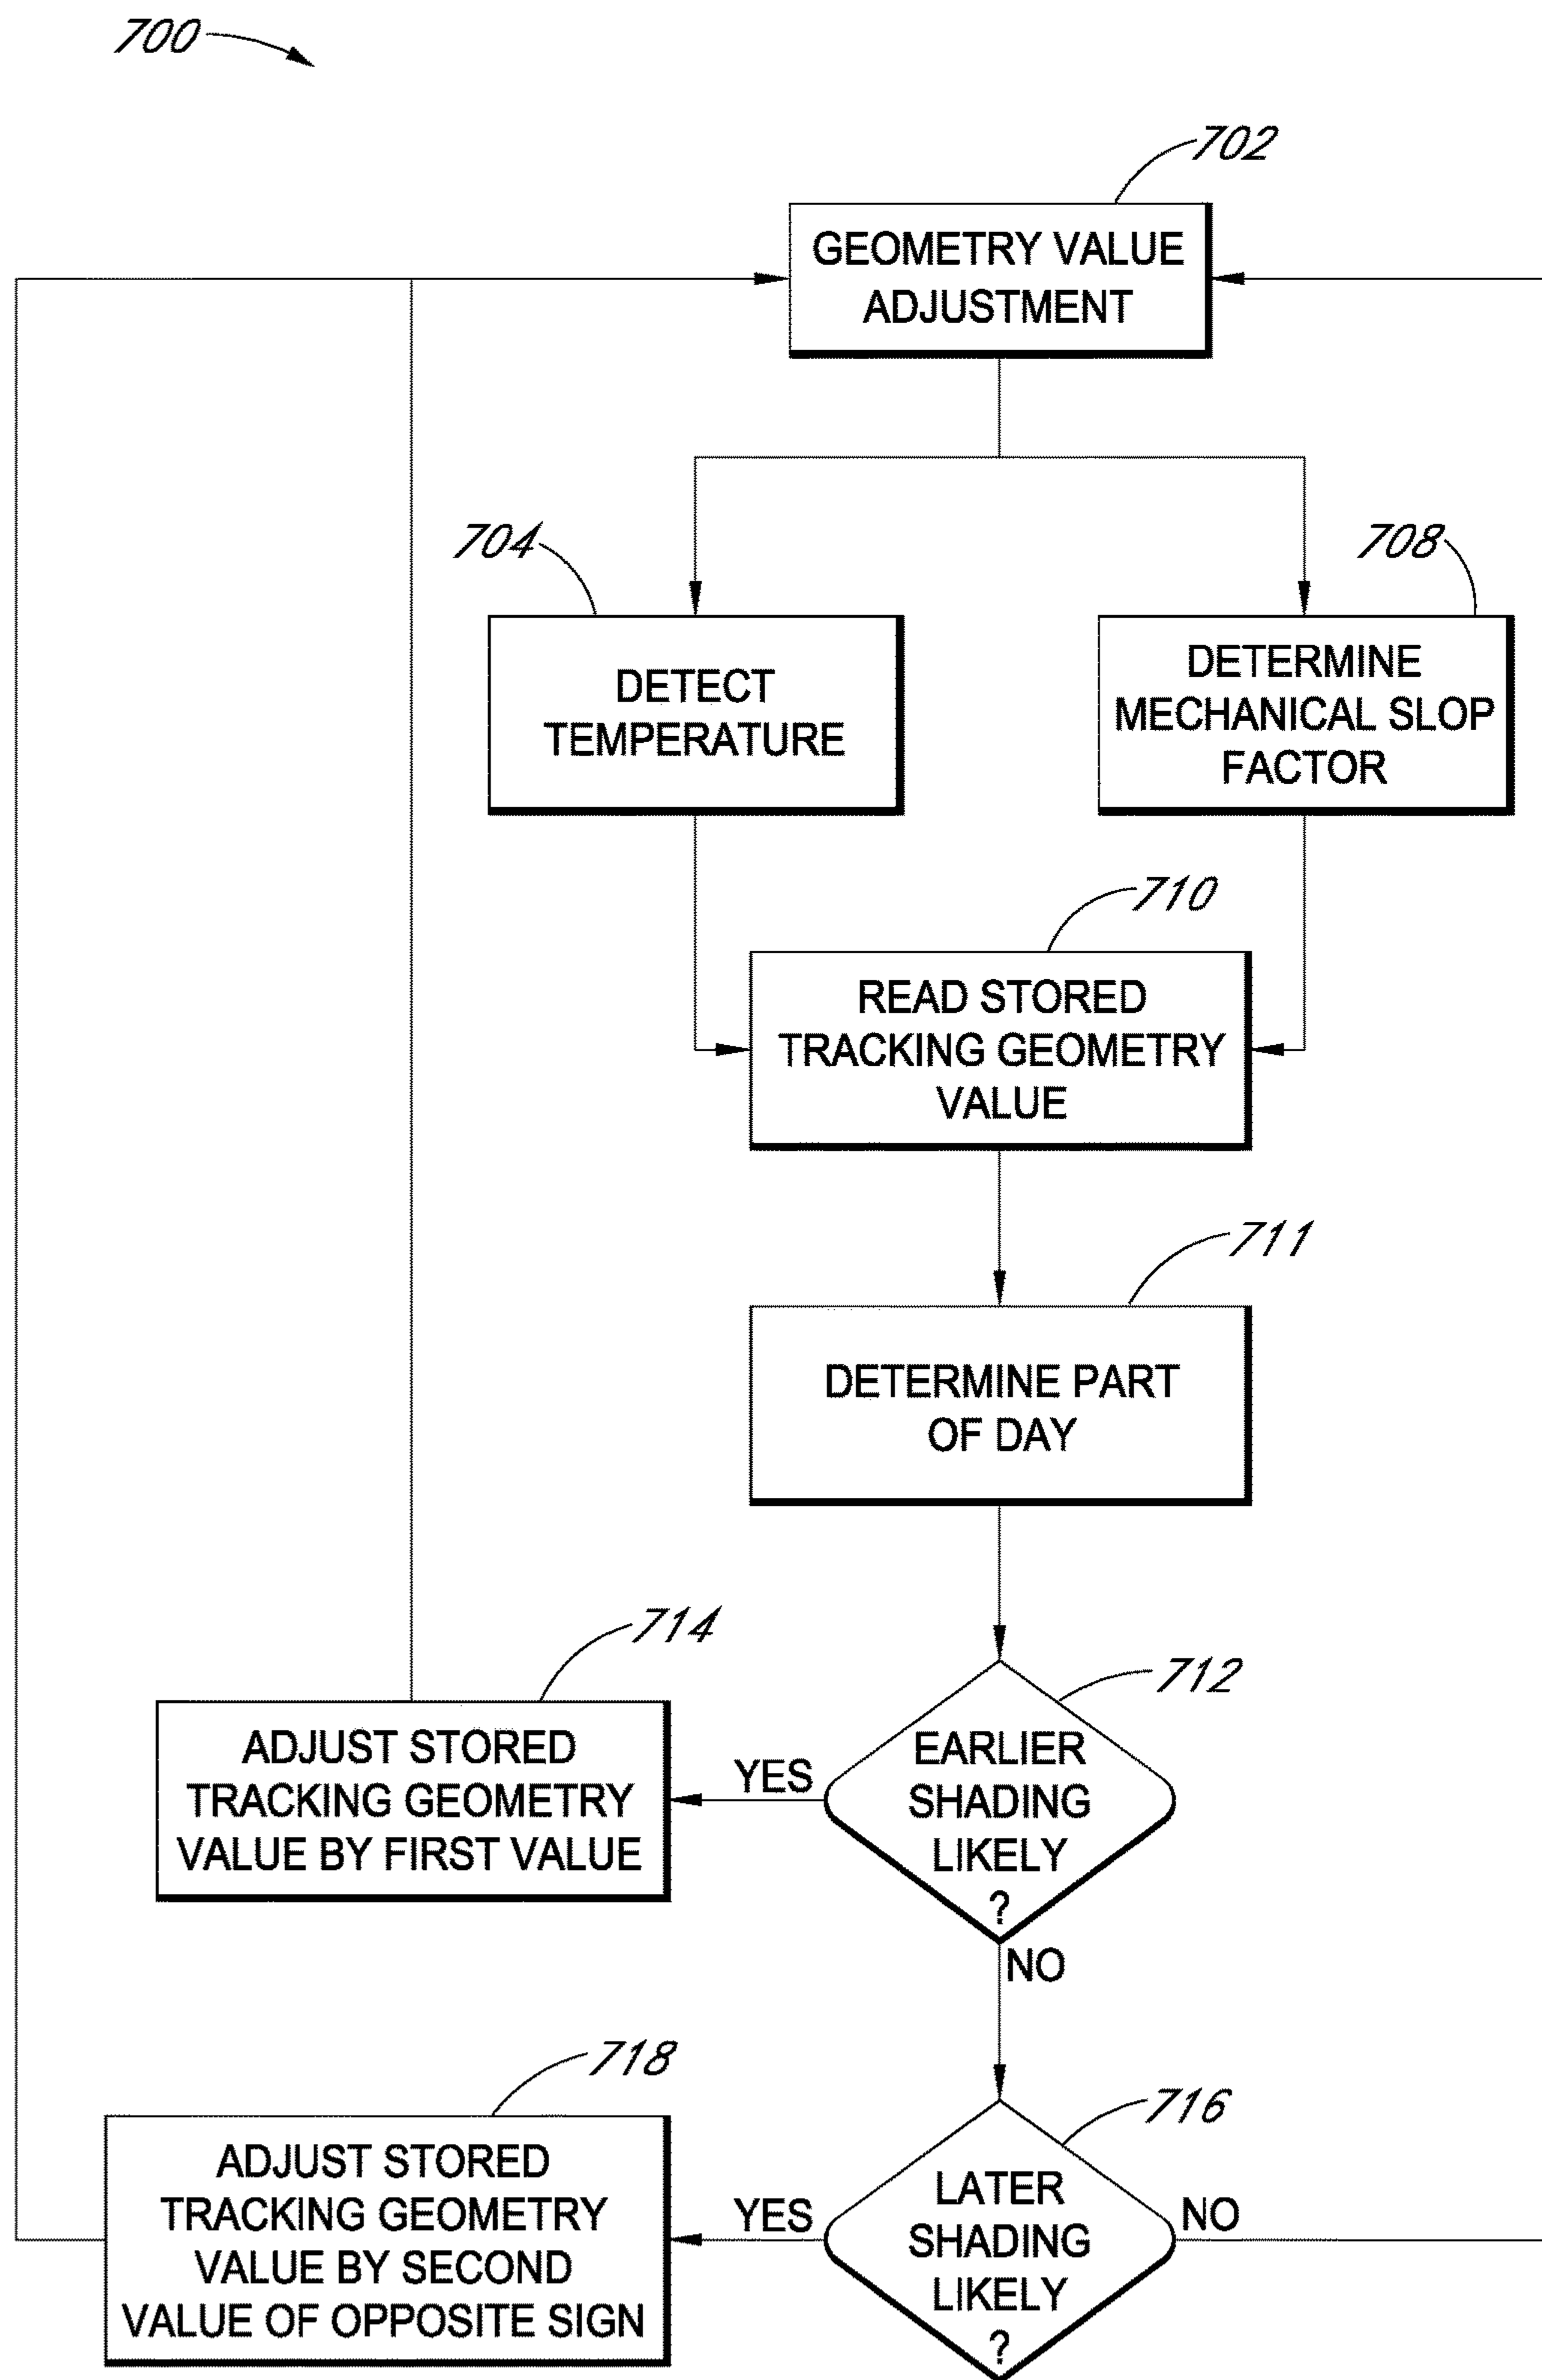 700
702
GEOMETRY VALUE
ADJUSTMENT
704
708
DETECT
TEMPERATURE
DETERMINE
MECHANICAL SLOP
FACTOR
710
READ STORED
TRACKING GEOMETRY
VALUE
711
DETERMINE PART
OF DAY
714
712
ADJUST STORED
TRACKING GEOMETRY
VALUE BY FIRST VALUE
YES
EARLIER
SHADING
LIKELY
?
NO
718
716
ADJUST STORED
TRACKING GEOMETRY
VALUE BY SECOND
VALUE OF OPPOSITE SIGN
YES
LATER
SHADING
LIKELY
?
NO